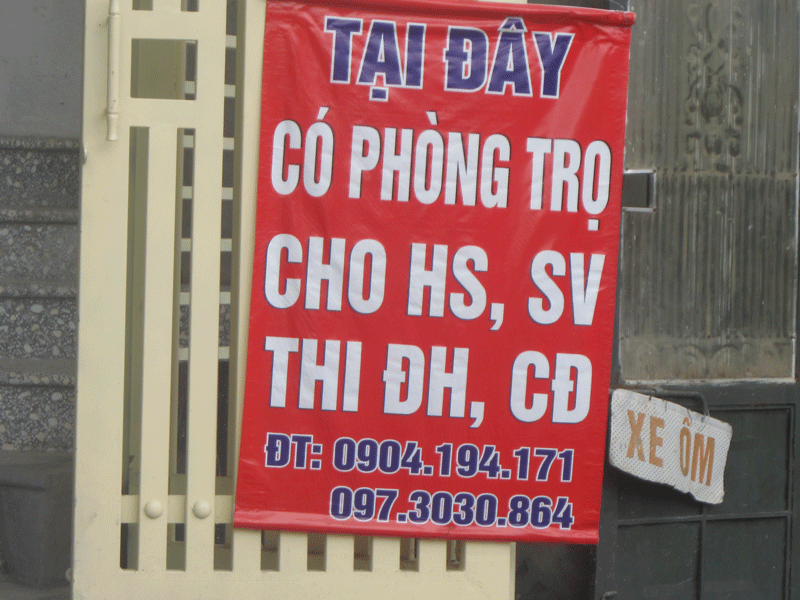 TẠI ĐÂY
CÓ PHÒNG TRỌ
CHO HS, SV
THI ĐH, CĐ
ĐT: 0904.194.171
097.3030.864
XE ÔM